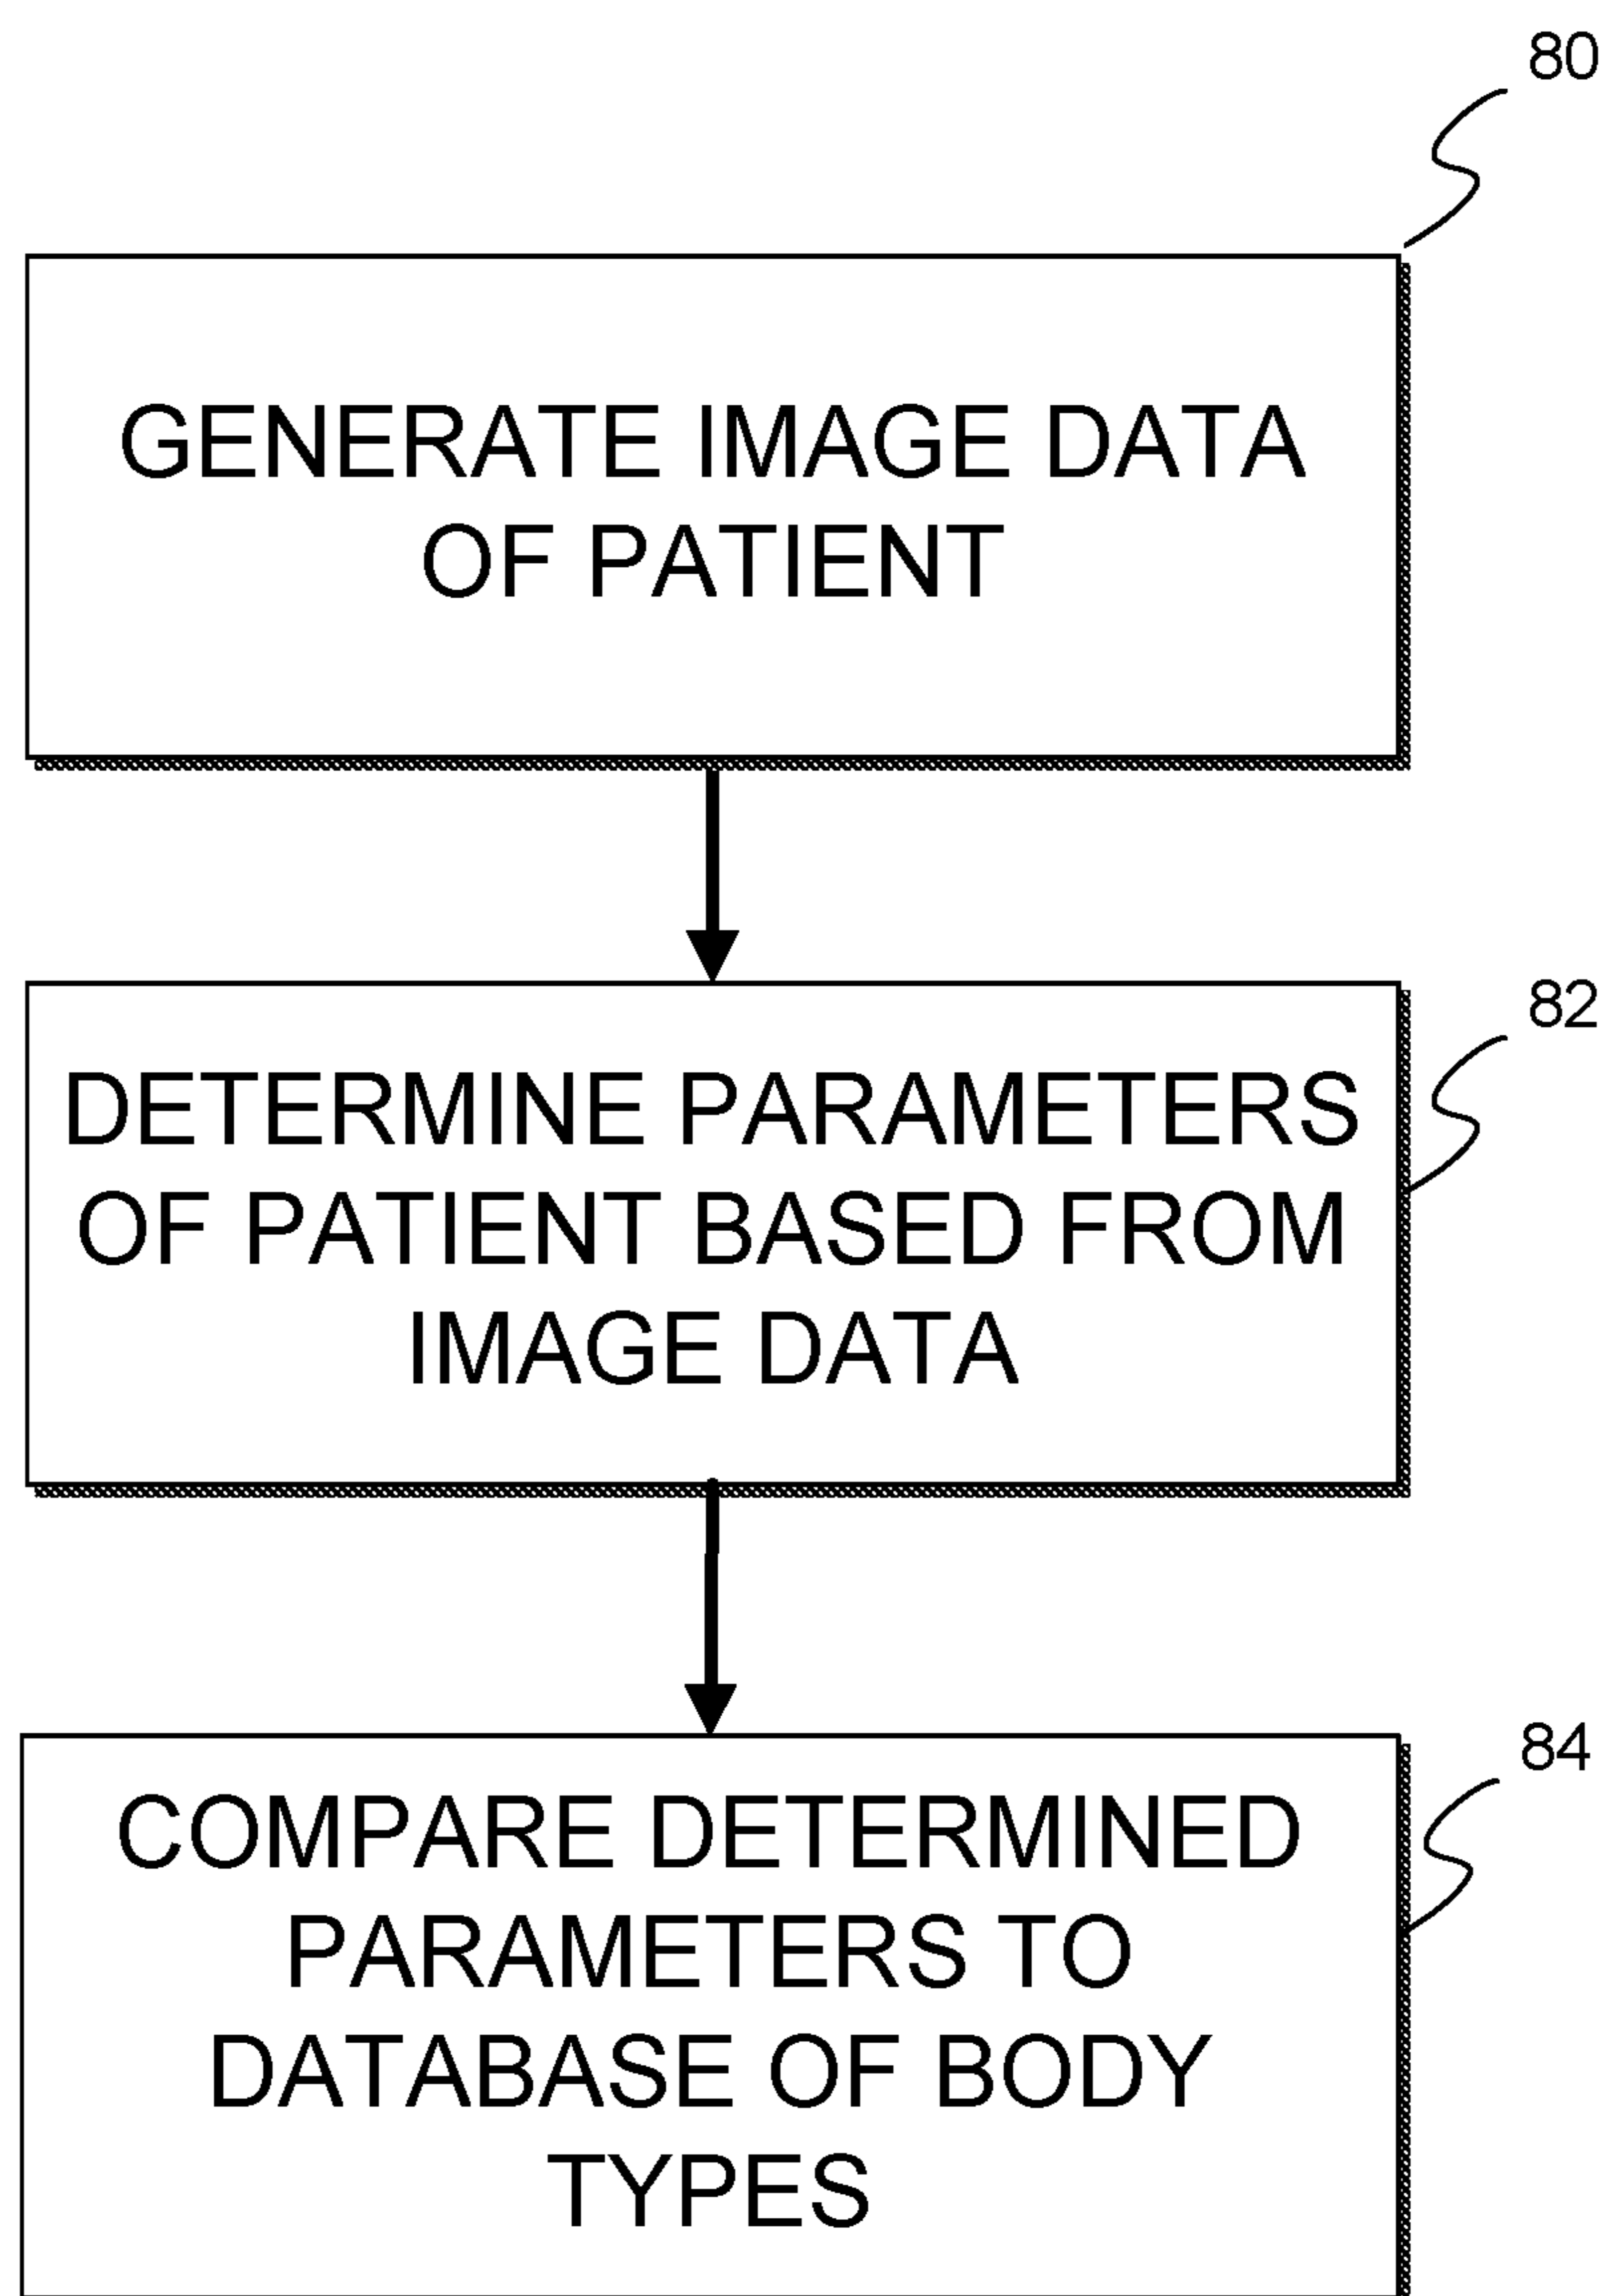 80
GENERATE IMAGE DATA
OF PATIENT
82
DETERMINE PARAMETERS
OF PATIENT BASED FROM
IMAGE DATA
84
COMPARE DETERMINED
PARAMETERS TO
DATABASE OF BODY
TYPES